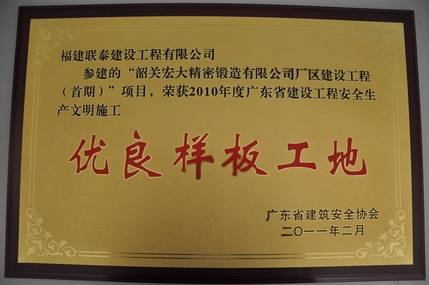 福建联泰建设工程有限公司
参建的“韶关宏大精密锻造有限公司厂区建设工程
（首期）”项目，荣获2010年度广东省建设工程安全生
产文明施工
优良样板工地
广东省建筑安全协会
二〇一一年二月